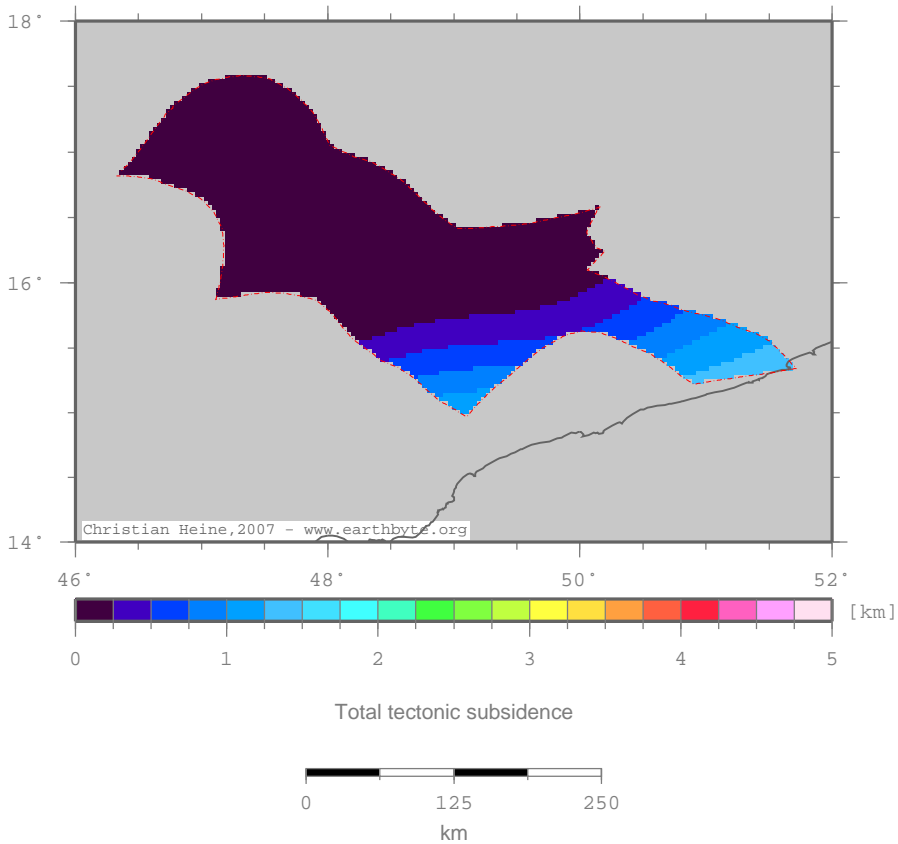 18°
16°
14°
Christian Heine,2007 - www.earthbyte.org
46° 48° 50° 52°
[km]
0 1 2 3 4 5
Total tectonic subsidence
0 125 250
km